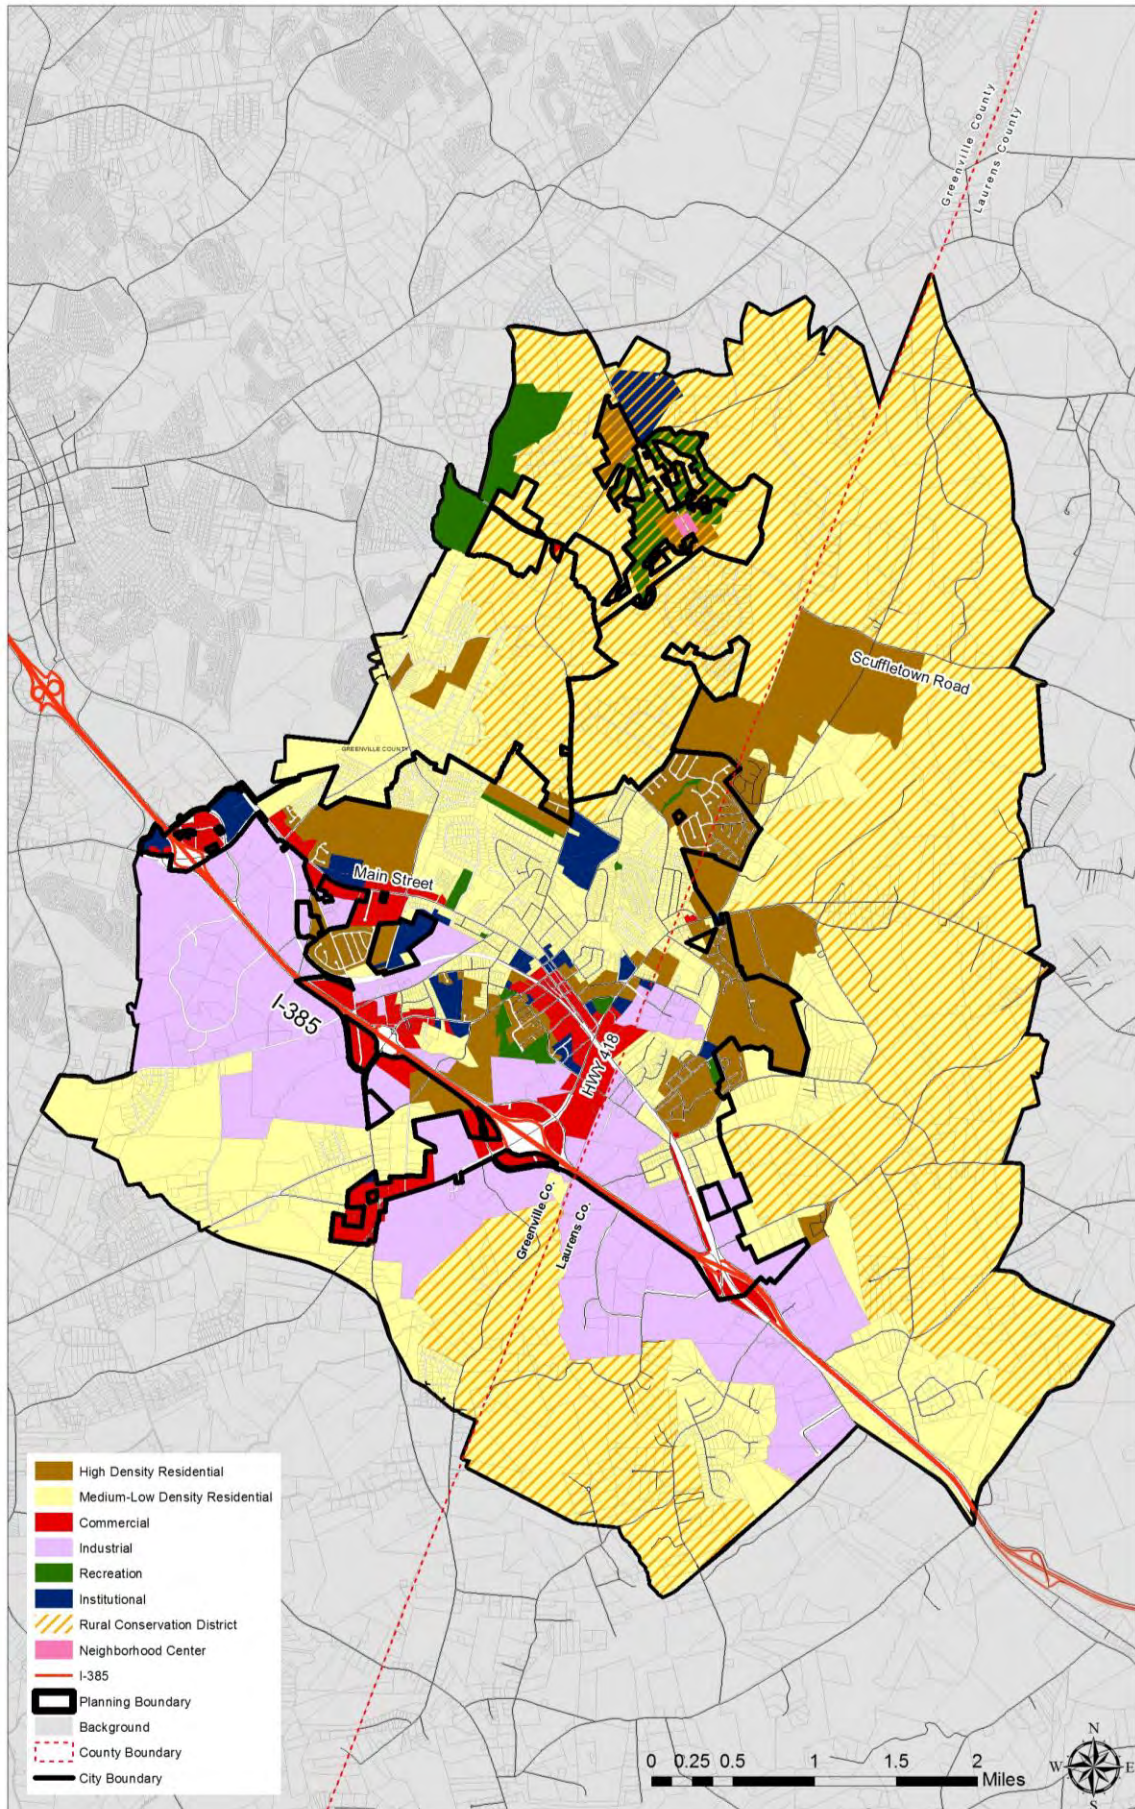 Greenville County
Laurens County
Scuffletown Road
GREENVILLE COUNTY
Main Street
I-385
HWY 418
Greenville Co.
Laurens Co.
High Density Residential
Medium-Low Density Residential
Commercial
Industrial
Recreation
Institutional
Rural Conservation District
Neighborhood Center
I-385
Planning Boundary
Background
County Boundary
City Boundary
0 0.25 0.5 1 1.5 2
Miles
N
W E
S